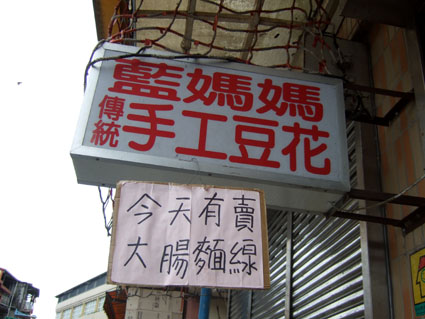 藍媽媽
傳統
手工豆花
今天有賣
大腸麵線